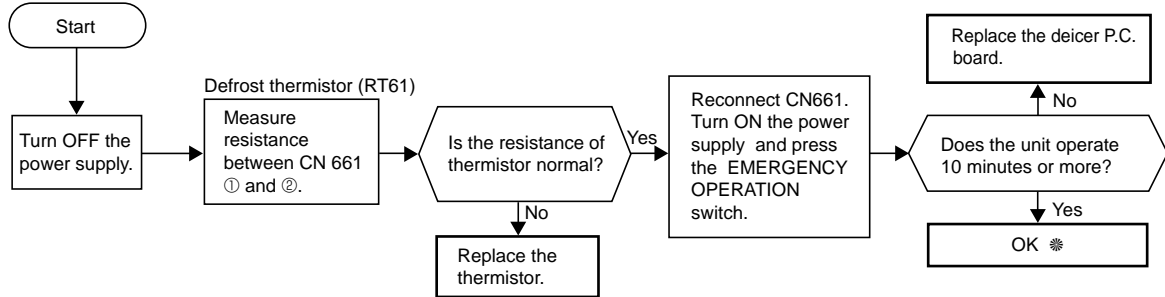 Start
Turn OFF the
power supply.
Defrost thermistor (RT61)
Measure
resistance
between CN 661
① and ②.
Is the resistance of
thermistor normal?
Yes
No
Replace the
thermistor.
Reconnect CN661.
Turn ON the power
supply and press
the EMERGENCY
OPERATION
switch.
Replace the deicer P.C.
board.
No
Does the unit operate
10 minutes or more?
Yes
OK ❋